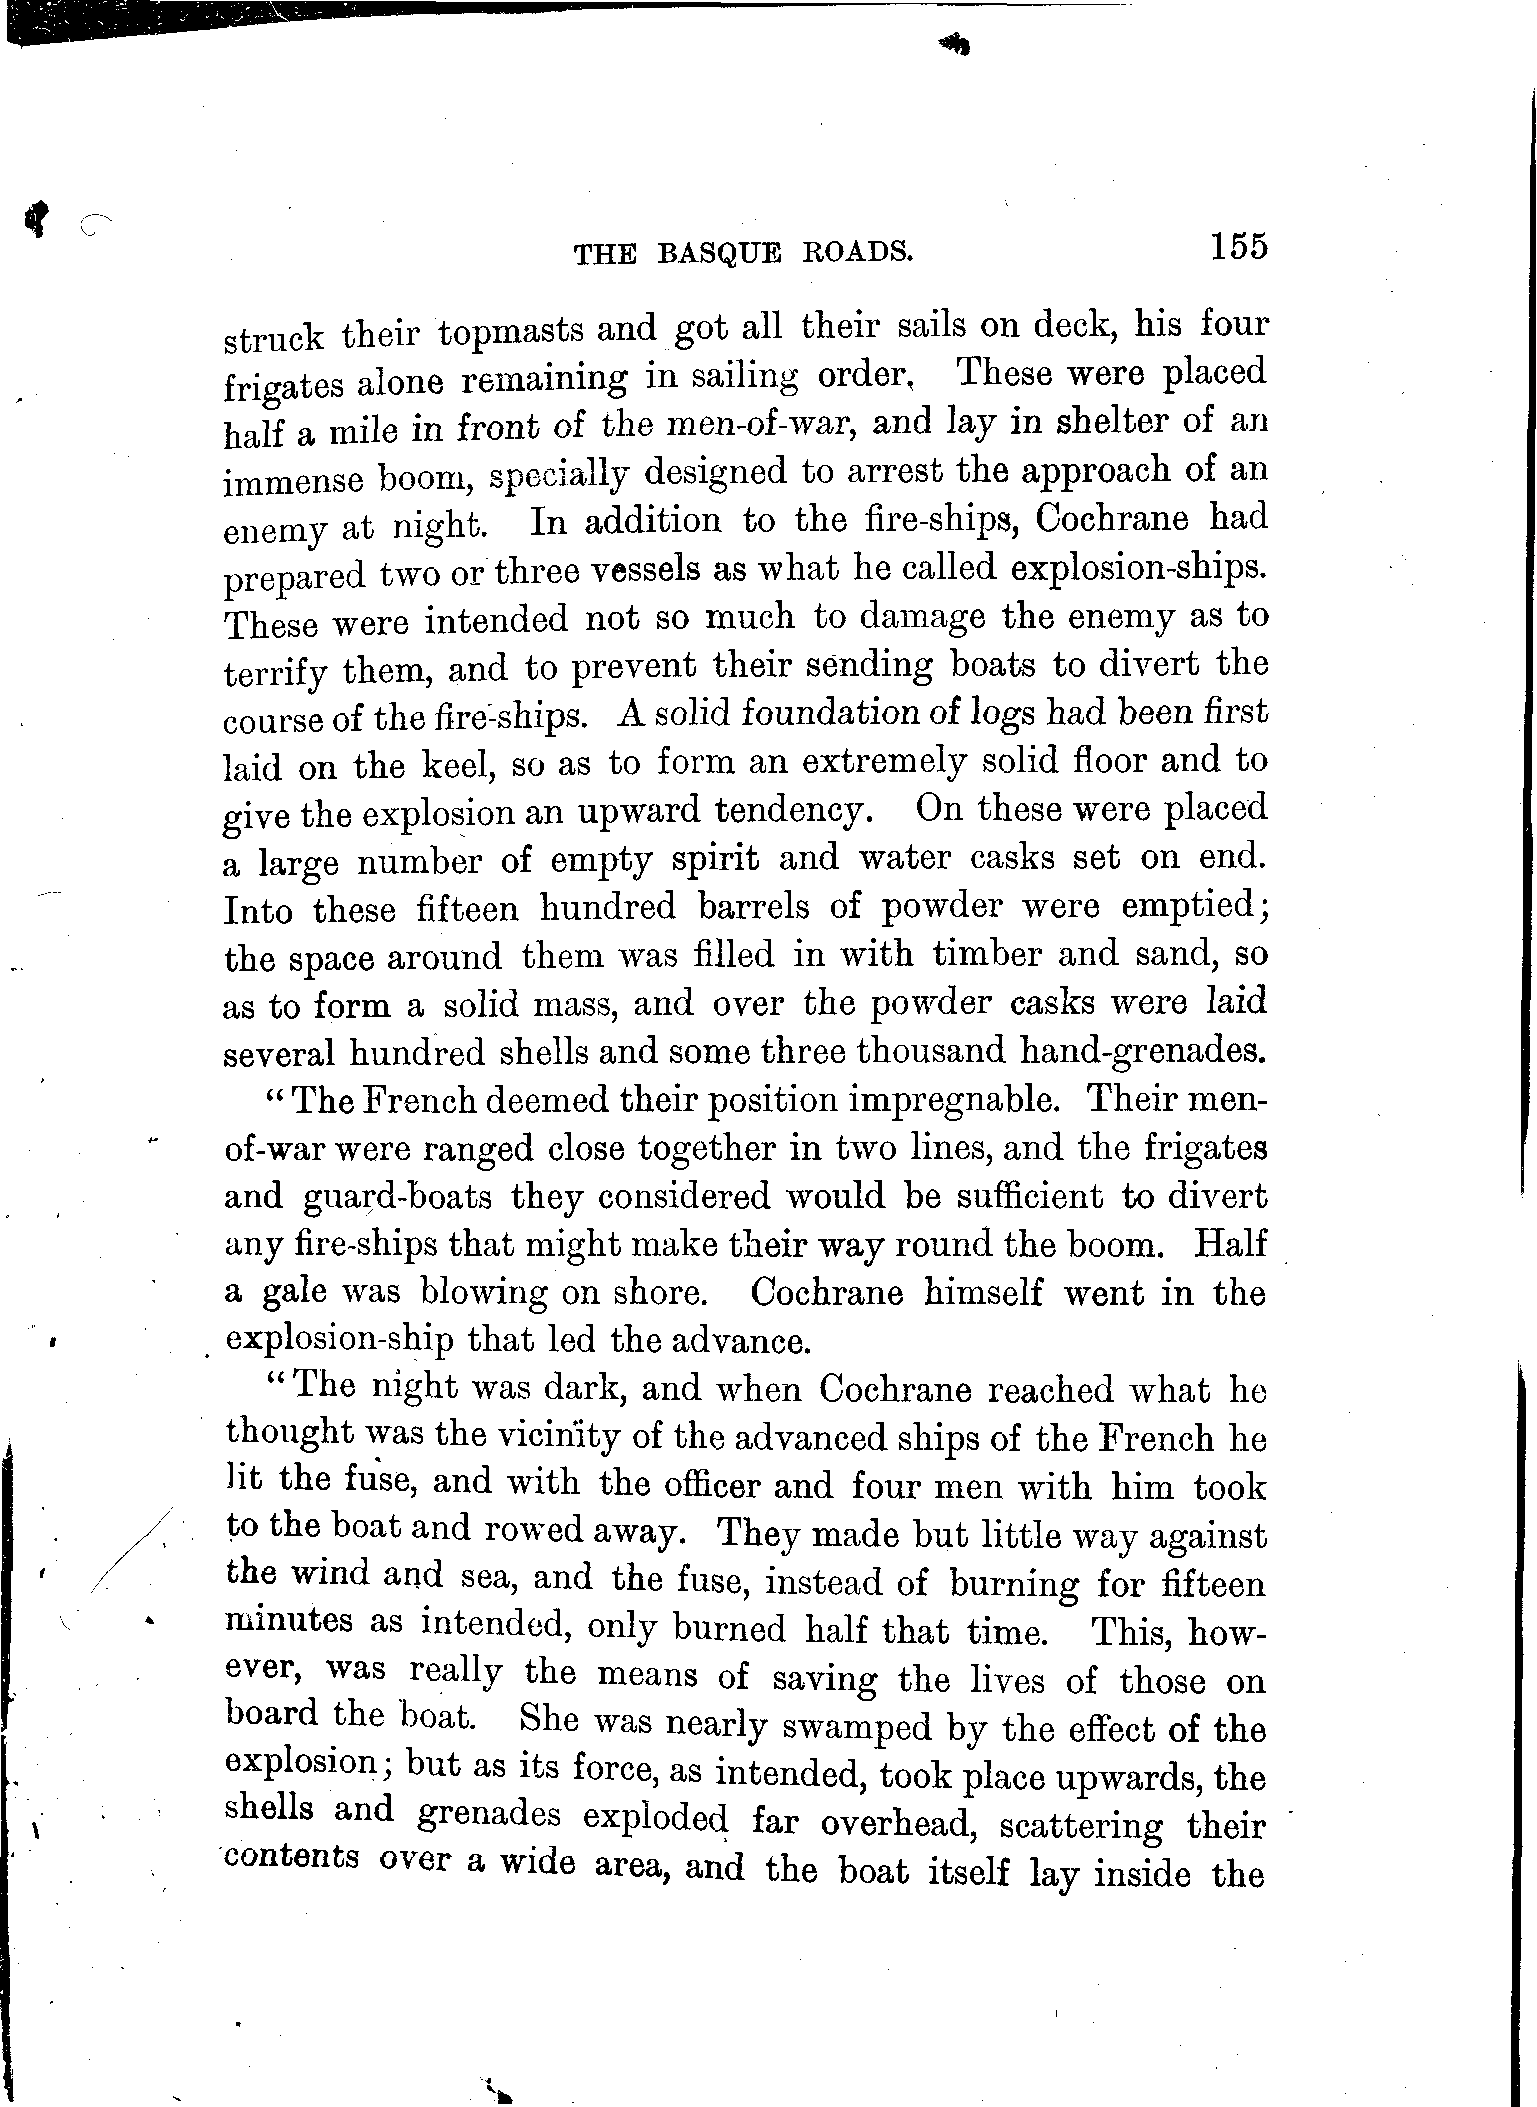 THE BASQUE ROADS. 155
struck their topmasts and got all their sails on deck, his four
frigates alone remaining in sailing order. These were placed
half a mile in front of the men-of-war, and lay in shelter of an
immense boom, specially designed to arrest the approach of an
enemy at night. In addition to the fire-ships, Cochrane had
prepared two or three vessels as what he called explosion-ships.
These were intended not so much to damage the enemy as to
terrify them, and to prevent their sending boats to divert the
course of the fire-ships. A solid foundation of logs had been first
laid on the keel, so as to form an extremely solid floor and to
give the explosion an upward tendency. On these were placed
a large number of empty spirit and water casks set on end.
Into these fifteen hundred barrels of powder were emptied;
the space around them was filled in with timber and sand, so
as to form a solid mass, and over the powder casks were laid
several hundred shells and some three thousand hand-grenades.
"The French deemed their position impregnable. Their men-
of-war were ranged close together in two lines, and the frigates
and guard-boats they considered would be sufficient to divert
any fire-ships that might make their way round the boom. Half
a gale was blowing on shore. Cochrane himself went in the
explosion-ship that led the advance.
"The night was dark, and when Cochrane reached what he
thought was the vicinity of the advanced ships of the French he
lit the fuse, and with the officer and four men with him took
to the boat and rowed away. They made but little way against
the wind and sea, and the fuse, instead of burning for fifteen
minutes as intended, only burned half that time. This, how-
ever, was really the means of saving the lives of those on
board the boat. She was nearly swamped by the effect of the
explosion; but as its force, as intended, took place upwards, the
shells and grenades exploded far overhead, scattering their
contents over a wide area, and the boat itself lay inside the